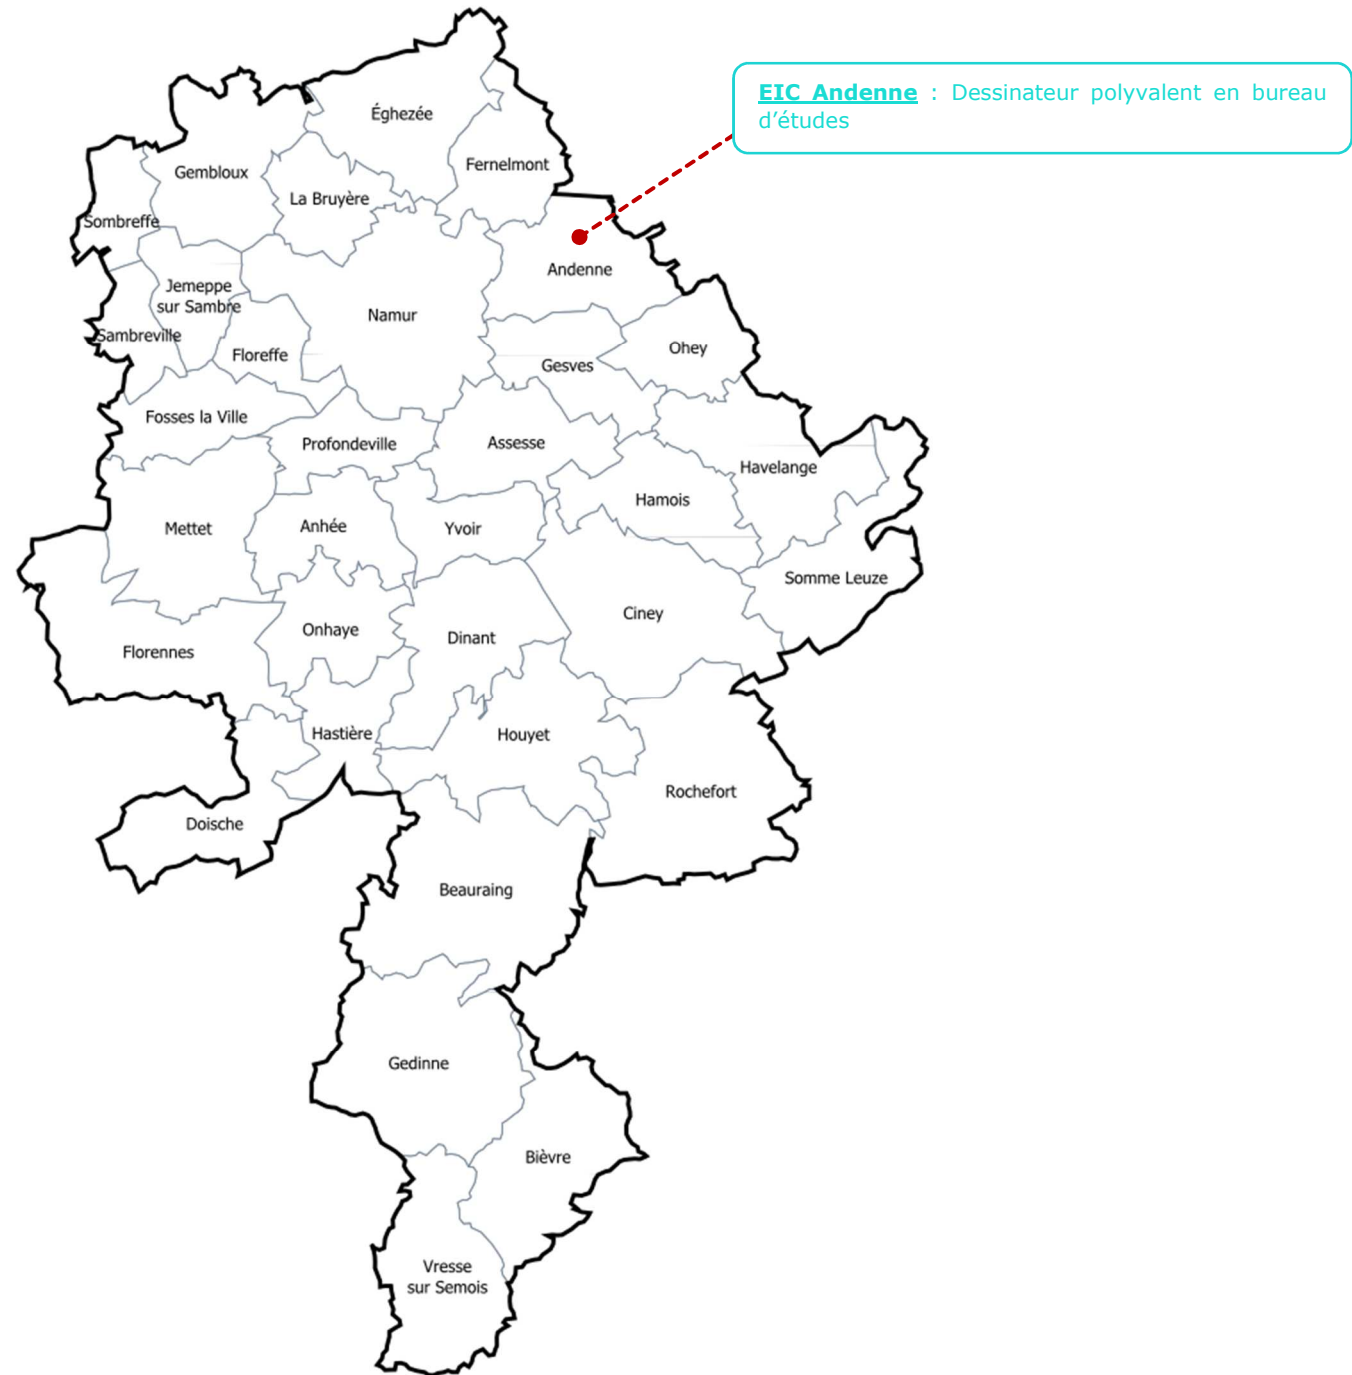 EIC Andenne : Dessinateur polyvalent en bureau
d'études
Éghezée
Fernelmont
Gembloux
La Bruyère
Sombreffe
Andenne
Jemeppe
sur Sambre
Namur
Sambreville
Floreffe
Ohey
Gesves
Fosses la Ville
Profondeville
Assesse
Havelange
Hamois
Mettet
Anhée
Yvoir
Somme Leuze
Ciney
Onhaye
Dinant
Florennes
Hastière
Houyet
Rochefort
Doische
Beauraing
Gedinne
Bièvre
Vresse
sur Semois